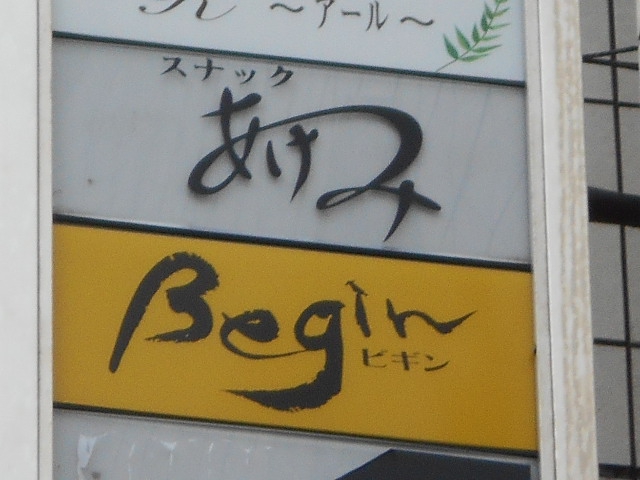 ～アール～
スナック
あけみ
Begin
ビギン